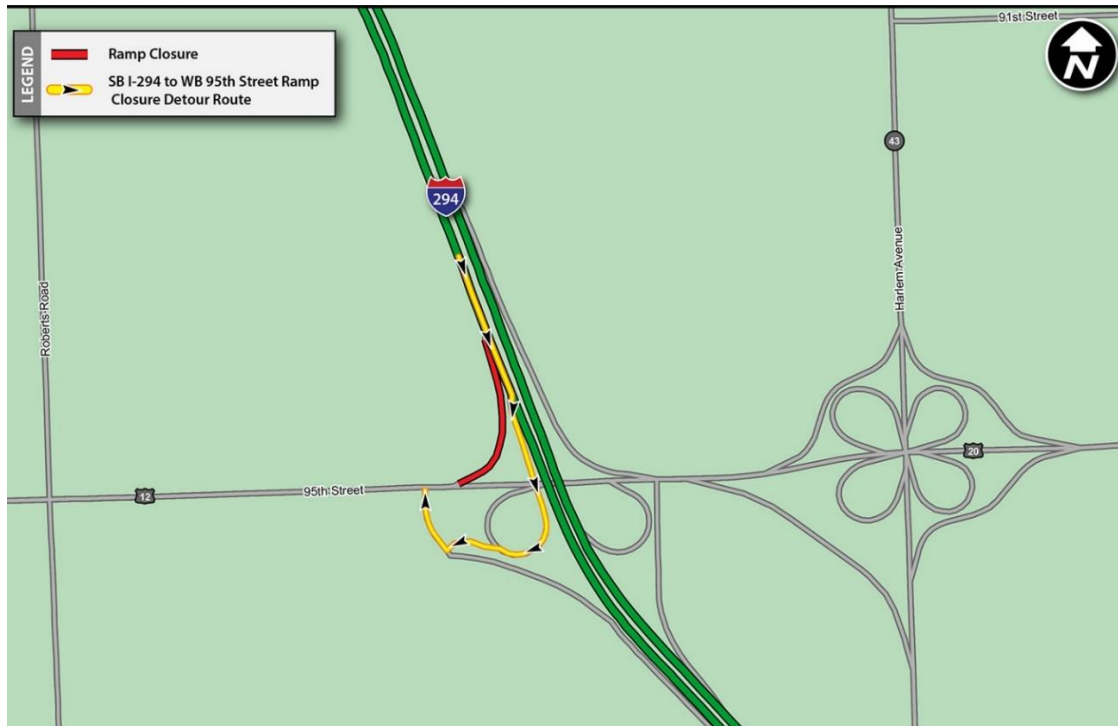 91st Street
LEGEND
Ramp Closure
SB I-294 to WB 95th Street Ramp
Closure Detour Route
N
43
294
Harlem Avenue
Roberts Road
20
95th Street
12